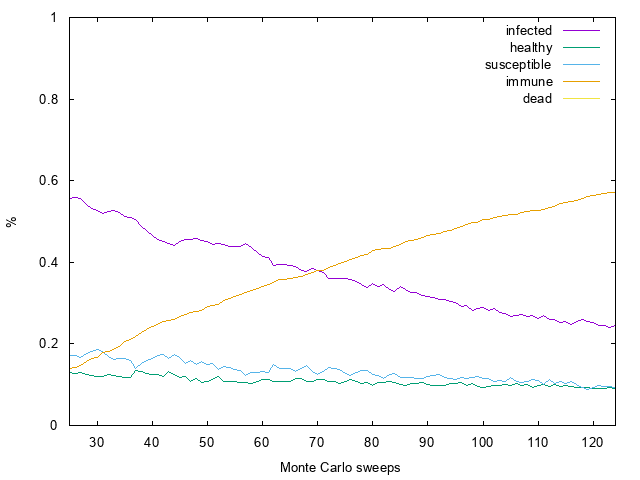 1
infected
healthy
susceptible
immune
dead
0.8
0.6
%
0.4
0.2
0
30 40 50 60 70 80 90 100 110 120
Monte Carlo sweeps